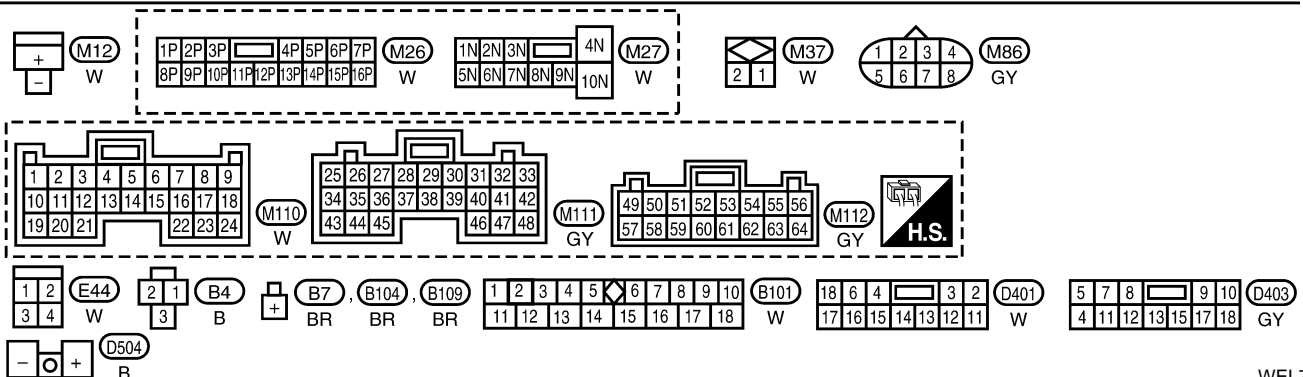 + M12
− W
1P 2P 3P 4P 5P 6P 7P M26
8P 9P 10P 11P 12P 13P 14P 15P 16P W
1N 2N 3N 4N M27
5N 6N 7N 8N 9N 10N W
M37
2 1 W
1 2 3 4 M86
5 6 7 8 GY
1 2 3 4 5 6 7 8 9
10 11 12 13 14 15 16 17 18
19 20 21 22 23 24
M110
W
25 26 27 28 29 30 31 32 33
34 35 36 37 38 39 40 41 42
43 44 45 46 47 48
M111
GY
49 50 51 52 53 54 55 56
57 58 59 60 61 62 63 64
M112
GY
H.S.
1 2 E44
3 4 W
2 1 B4
3 B
+ B7 , B104 , B109
BR BR BR
1 2 3 4 5 6 7 8 9 10 B101
11 12 13 14 15 16 17 18 W
18 6 4 3 2 D401
17 16 15 14 13 12 11 W
5 7 8 9 10 D403
4 11 12 13 15 17 18 GY
− + D504
B